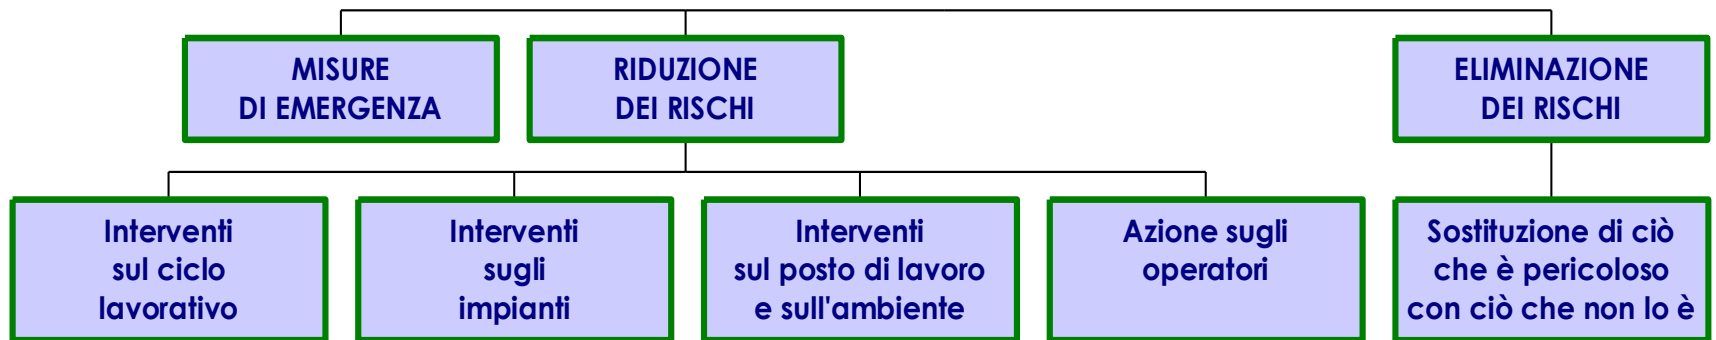 MISURE
DI EMERGENZA
RIDUZIONE
DEI RISCHI
ELIMINAZIONE
DEI RISCHI
Interventi
sul ciclo
lavorativo
Interventi
sugli
impianti
Interventi
sul posto di lavoro
e sull'ambiente
Azione sugli
operatori
Sostituzione di ciò
che è pericoloso
con ciò che non lo è